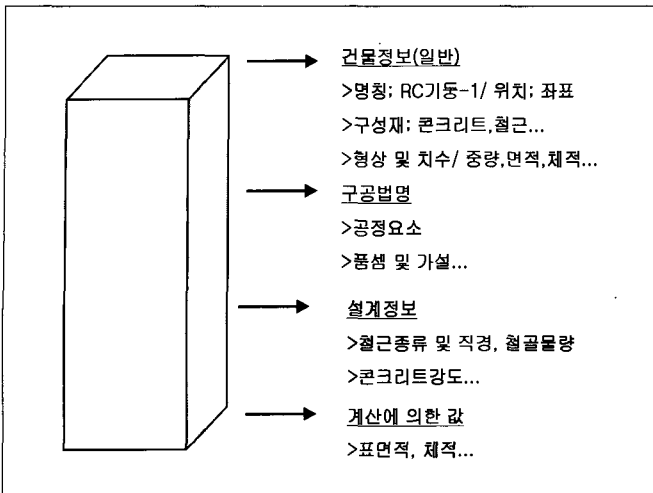 건물정보(일반)
>명칭; RC기둥-1/ 위치; 좌표
>구성재; 콘크리트,철근...
>형상 및 치수/ 중량,면적,체적...
구공법명
>공정요소
>품셈 및 가설...
설계정보
>철근종류 및 직경, 철골물량
>콘크리트강도...
계산에 의한 값
>표면적, 체적...